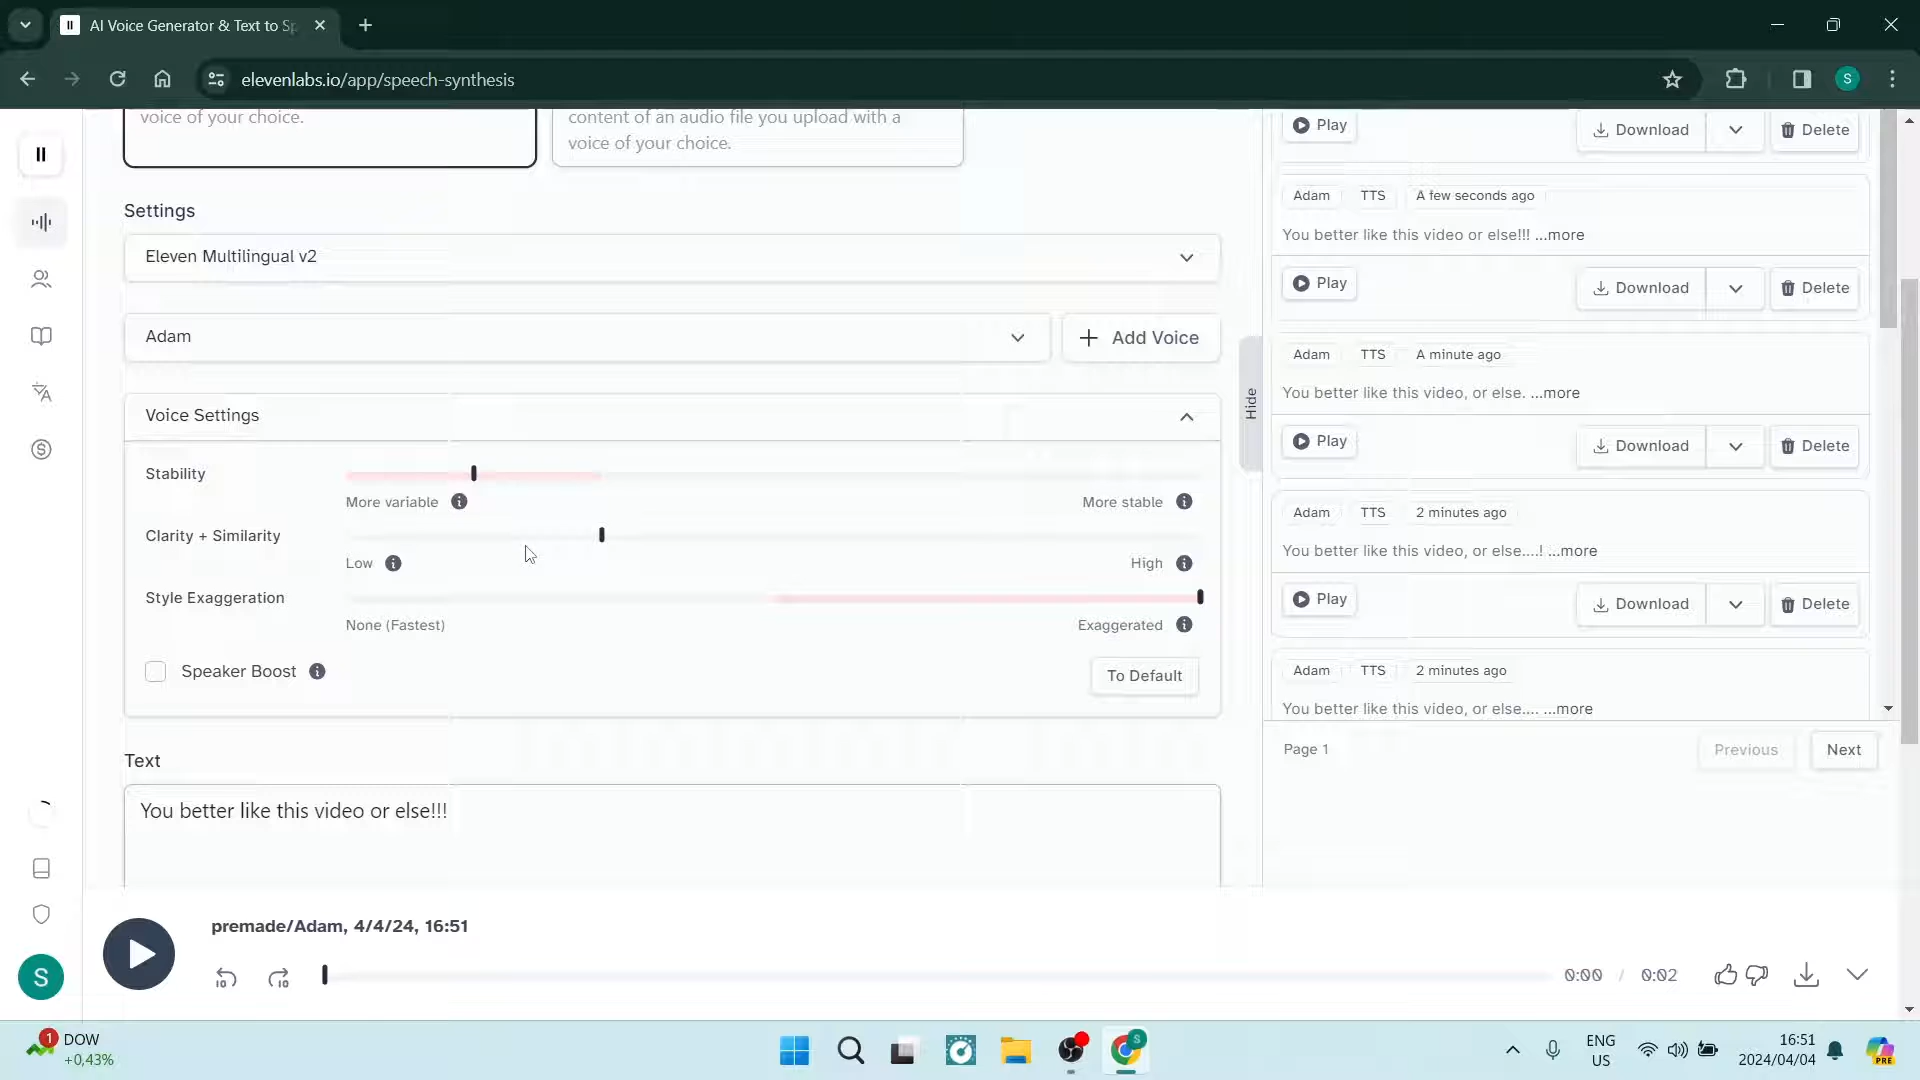 AI Voice Generator & Text to Sp
elevenlabs.io/app/speech-synthesis
S
voice of your choice.
content of an audio file you upload with a
voice of your choice.
Settings
Eleven Multilingual v2
Adam
Add Voice
Voice Settings
Stability
More variable
More stable
Clarity + Similarity
Low
High
Style Exaggeration
None (Fastest)
Exaggerated
Speaker Boost
To Default
Text
You better like this video or else!!!
Hide
Play
Download
Delete
Adam TTS A few seconds ago
You better like this video or else!!! ...more
Play
Download
Delete
Adam TTS A minute ago
You better like this video, or else. ...more
Play
Download
Delete
Adam TTS 2 minutes ago
You better like this video, or else....! ...more
Play
Download
Delete
Adam TTS 2 minutes ago
You better like this video, or else.... ...more
Page 1
Previous
Next
S
premade/Adam, 4/4/24, 16:51
10
10
0:00 / 0:02
1
DOW
+0,43%
S
ENG
US
16:51
2024/04/04
PRE